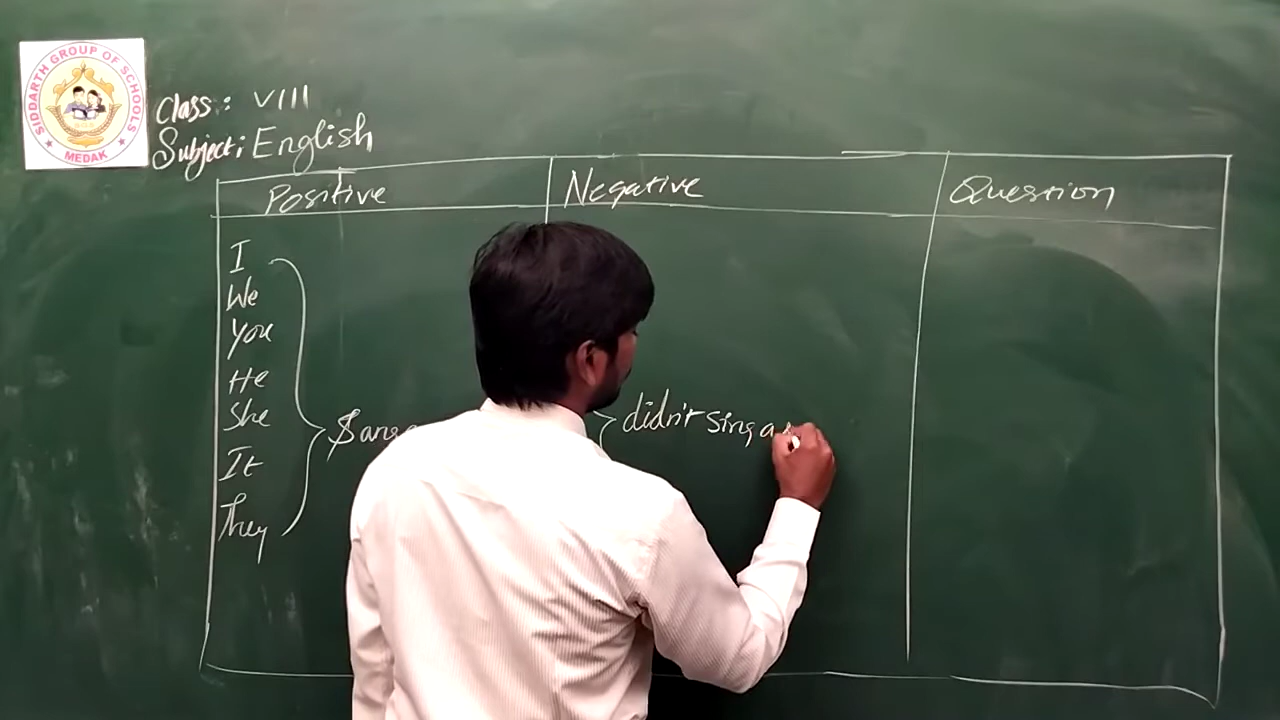 SIDDARTH GROUP OF SCHOOLS
MEDAK
Class: VIII
Subject: English
Positive Negative Question
I
We
You
He
She
It
They
didn't sing a